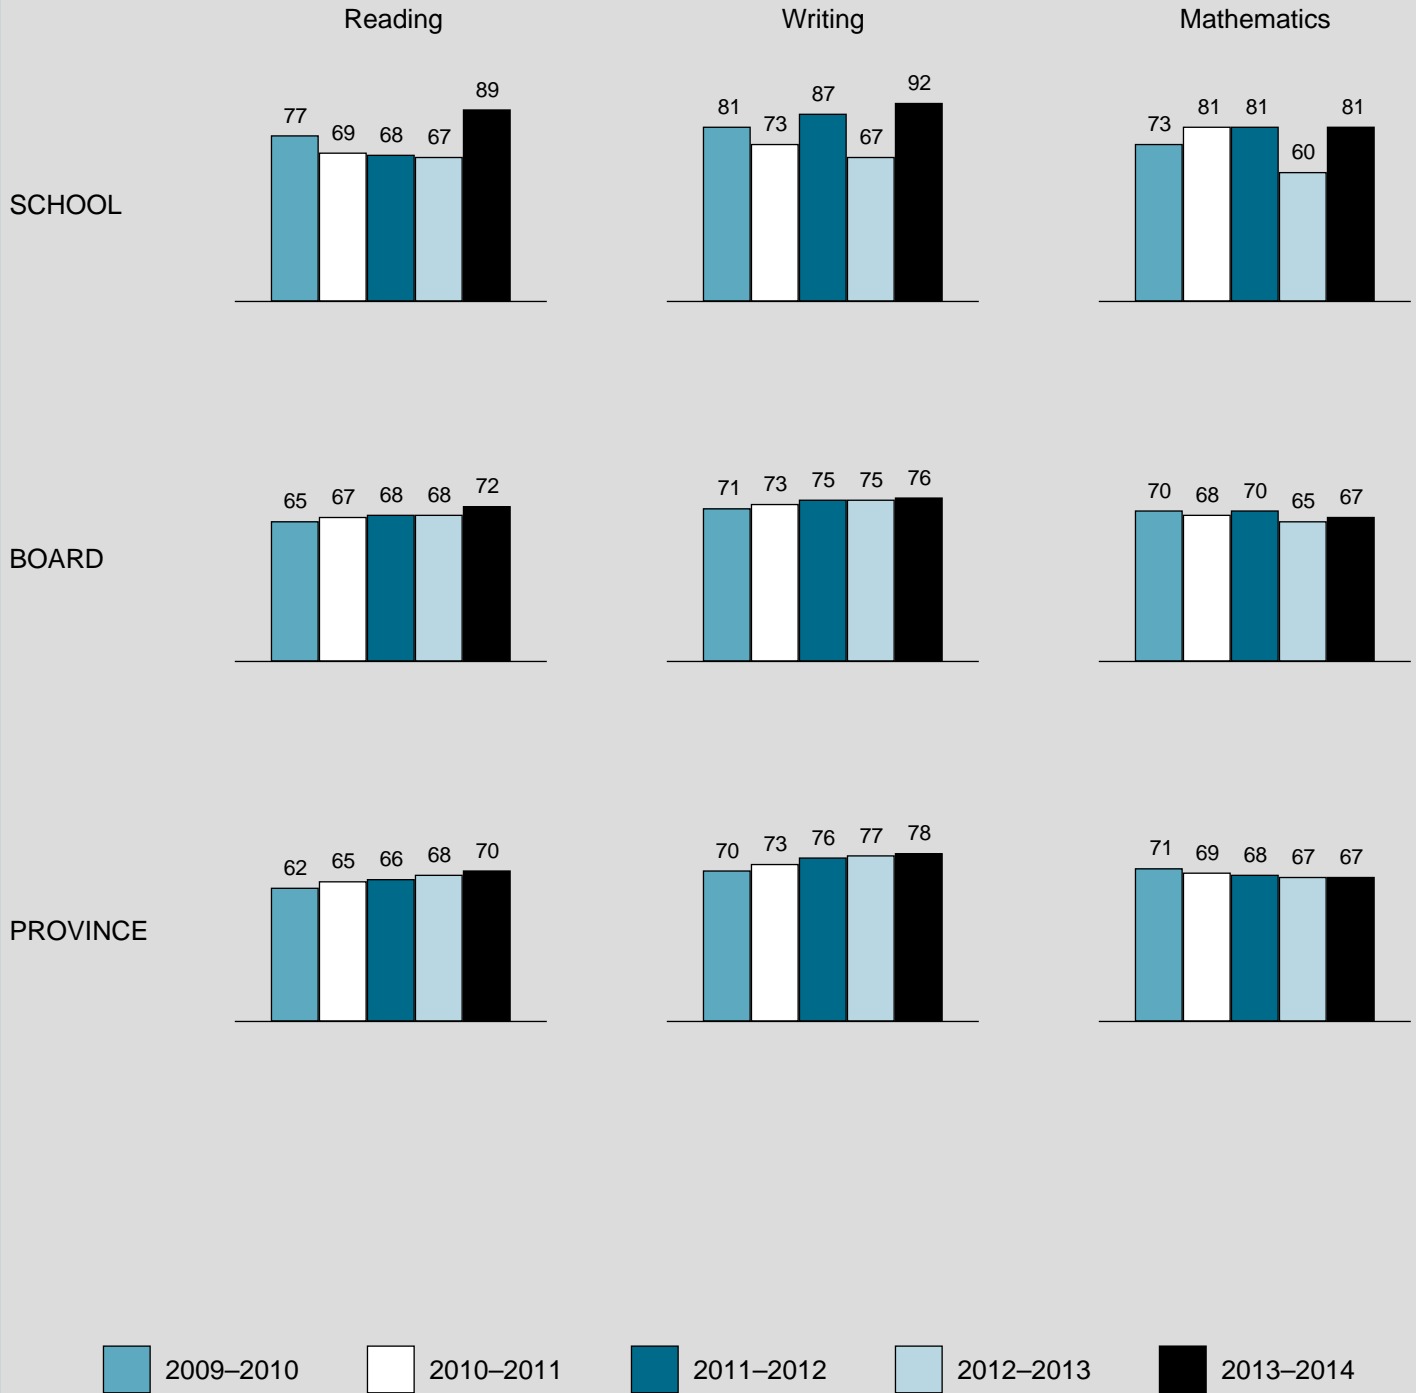 Reading Writing Mathematics
SCHOOL
77 69 68 67 89
81 73 87 67 92
73 81 81 60 81
BOARD
65 67 68 68 72
71 73 75 75 76
70 68 70 65 67
PROVINCE
62 65 66 68 70
70 73 76 77 78
71 69 68 67 67
2009–2010 2010–2011 2011–2012 2012–2013 2013–2014